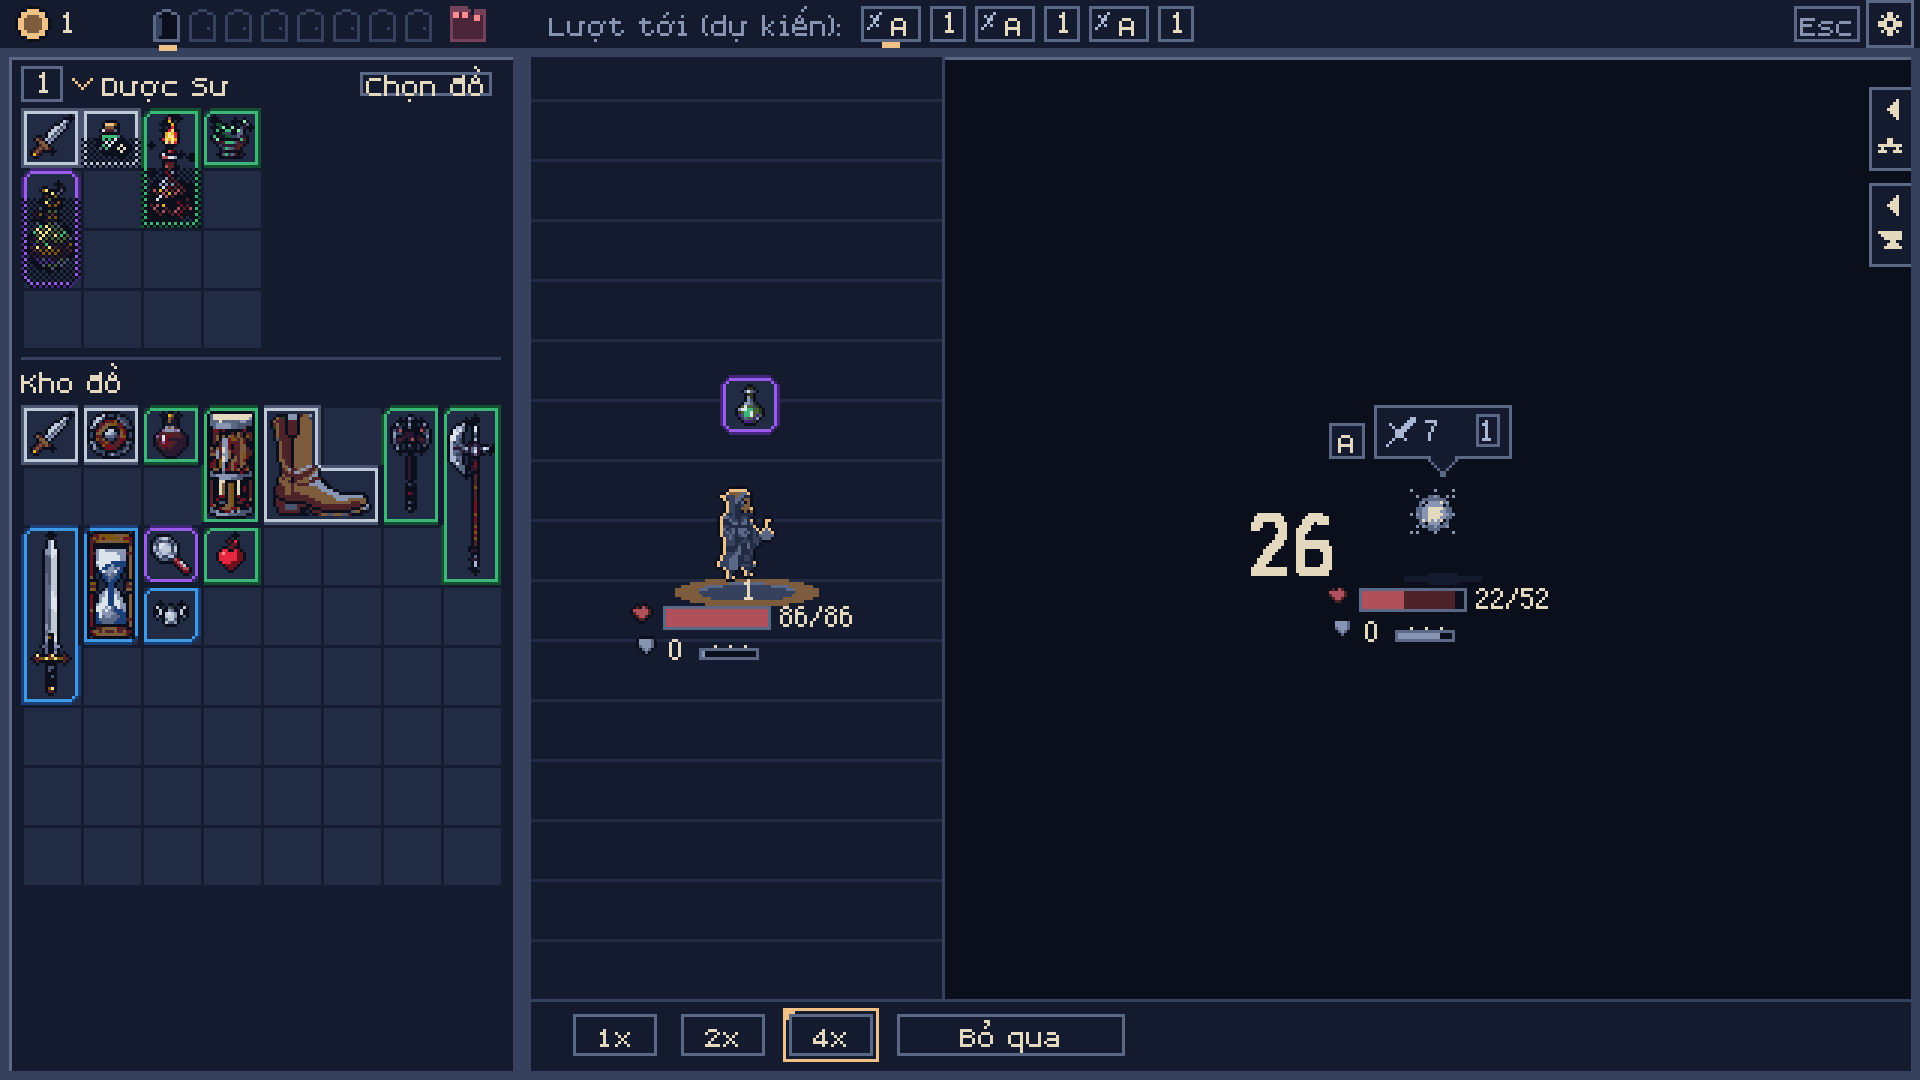 1
Lượt tới (dự kiến): A 1 A 1 A 1
Esc
1 Dược Sư
Chọn đồ
Kho đồ
A 7 1
26
1
86/86
0
22/52
0
1x 2x 4x Bỏ qua